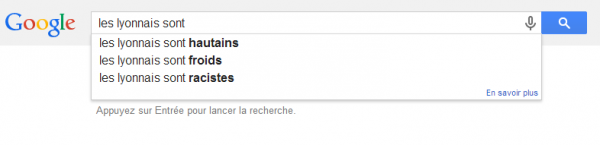 Google les lyonnais sont
les lyonnais sont hautains
les lyonnais sont froids
les lyonnais sont racistes
En savoir plus
Appuyez sur Entrée pour lancer la recherche.